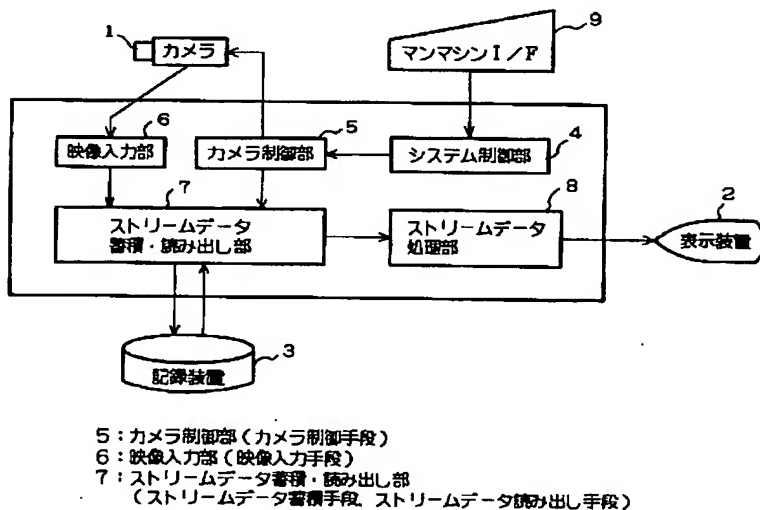 1
カメラ
9
マンマシンI/F
6
映像入力部
5
カメラ制御部
システム制御部
4
7
ストリームデータ
蓄積・読み出し部
8
ストリームデータ
処理部
2
表示装置
記録装置
3
5:カメラ制御部(カメラ制御手段)
6:映像入力部(映像入力手段)
7:ストリームデータ蓄積・読み出し部
(ストリームデータ蓄積手段、ストリームデータ読み出し手段)